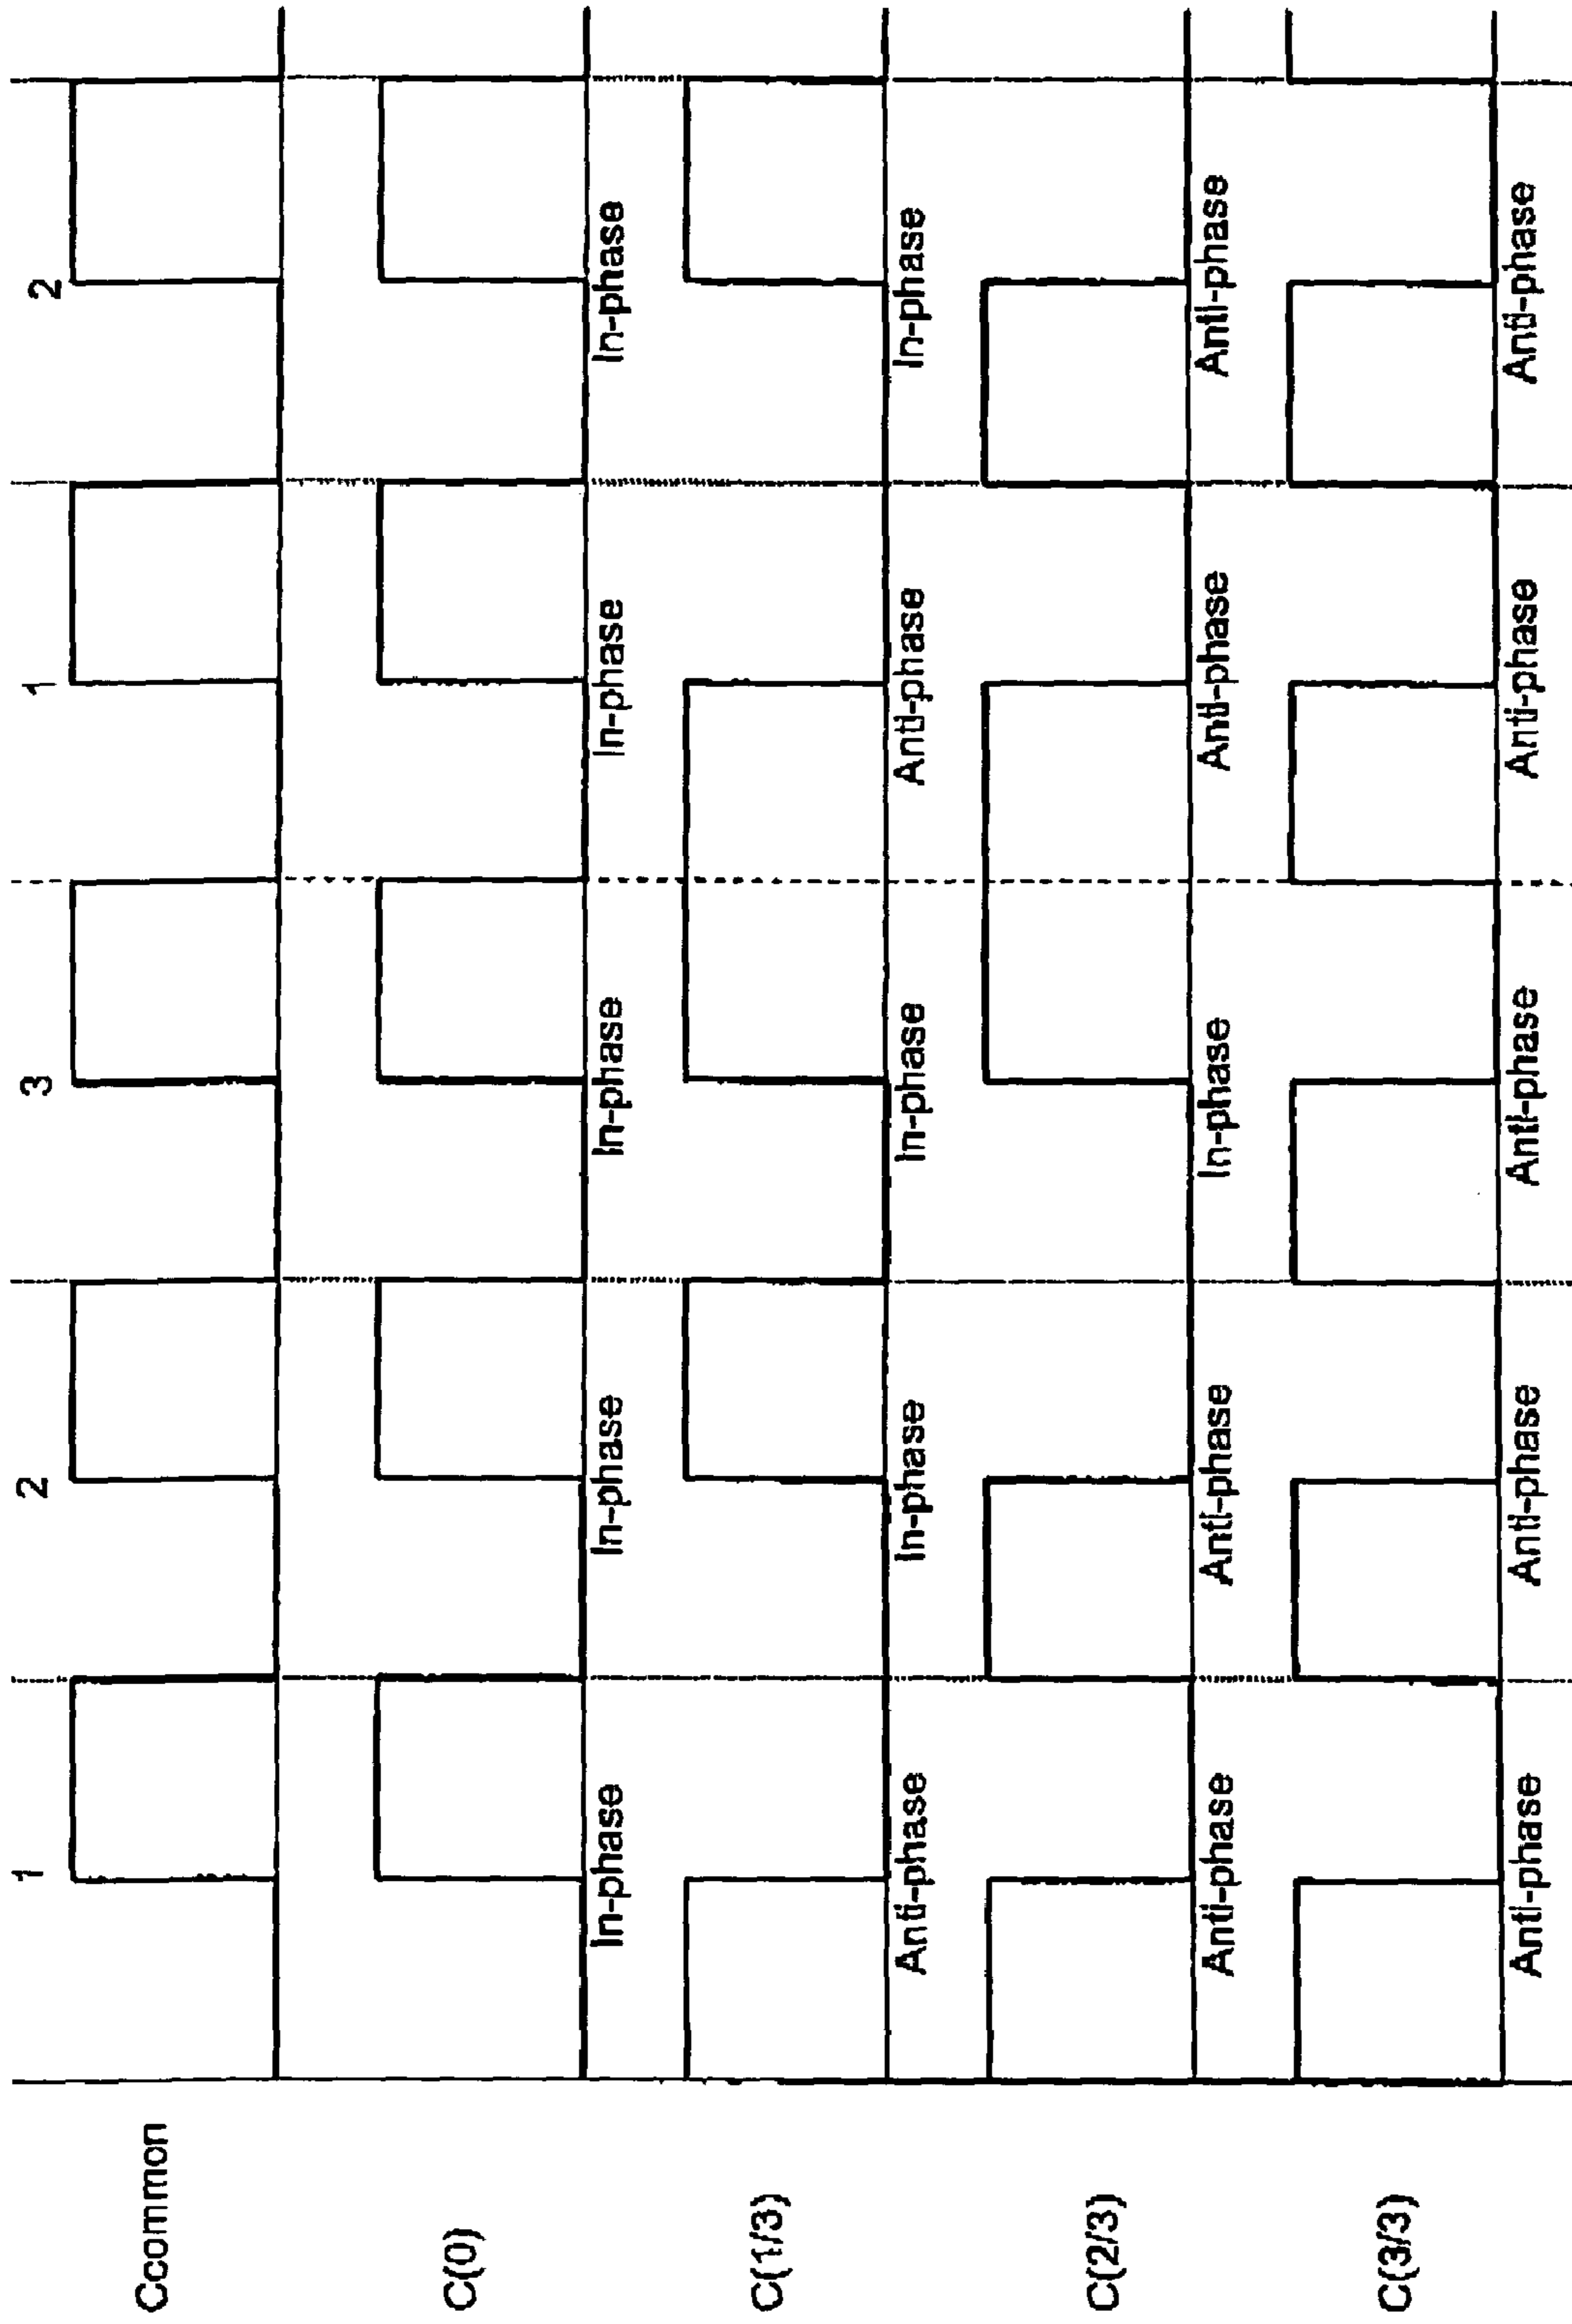 1 2 3 1 2
Ccommon
C(0)
In-phase In-phase In-phase In-phase In-phase
C(1/3)
Anti-phase In-phase In-phase Anti-phase In-phase
C(2/3)
Anti-phase Anti-phase In-phase Anti-phase Anti-phase
C(3/3)
Anti-phase Anti-phase Anti-phase Anti-phase Anti-phase